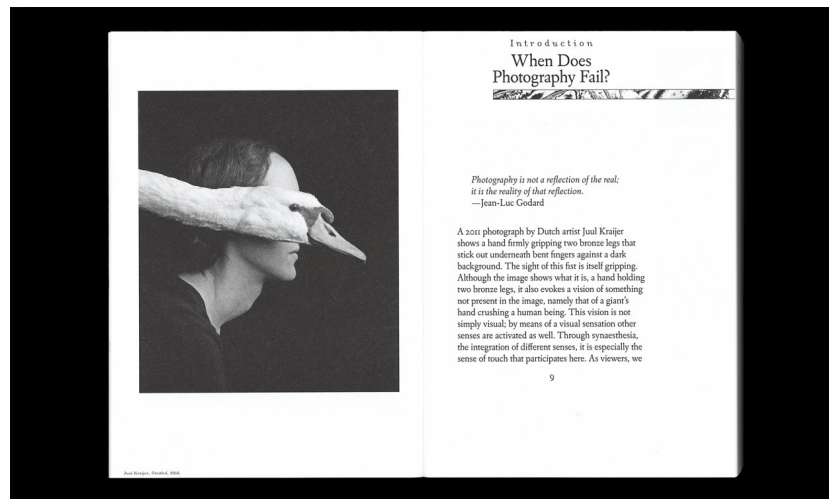 Juul Kraijer, Untitled, 2016.
Introduction
When Does
Photography Fail?
Photography is not a reflection of the real;
it is the reality of that reflection.
—Jean-Luc Godard
A 2011 photograph by Dutch artist Juul Kraijer
shows a hand firmly gripping two bronze legs that
stick out underneath bent fingers against a dark
background. The sight of this fist is itself gripping.
Although the image shows what it is, a hand holding
two bronze legs, it also evokes a vision of something
not present in the image, namely that of a giant’s
hand crushing a human being. This vision is not
simply visual; by means of a visual sensation other
senses are activated as well. Through synaesthesia,
the integration of different senses, it is especially the
sense of touch that participates here. As viewers, we
9